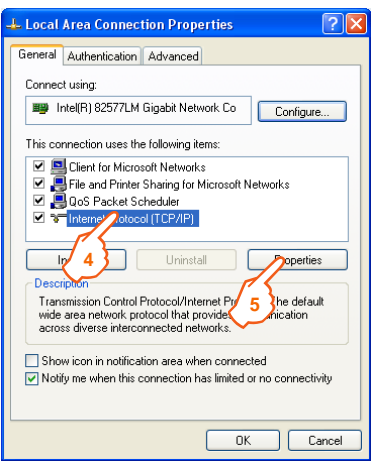 Local Area Connection Properties
General Authentication Advanced
Connect using:
Intel(R) 82577LM Gigabit Network Co Configure...
This connection uses the following items:
Client for Microsoft Networks
File and Printer Sharing for Microsoft Networks
QoS Packet Scheduler
Internet Protocol (TCP/IP)
4 Uninstall Properties
Description
Transmission Control Protocol/Internet The default
wide area network protocol that provides
across diverse interconnected networks.
5
Show icon in notification area when connected
Notify me when this connection has limited or no connectivity
OK Cancel